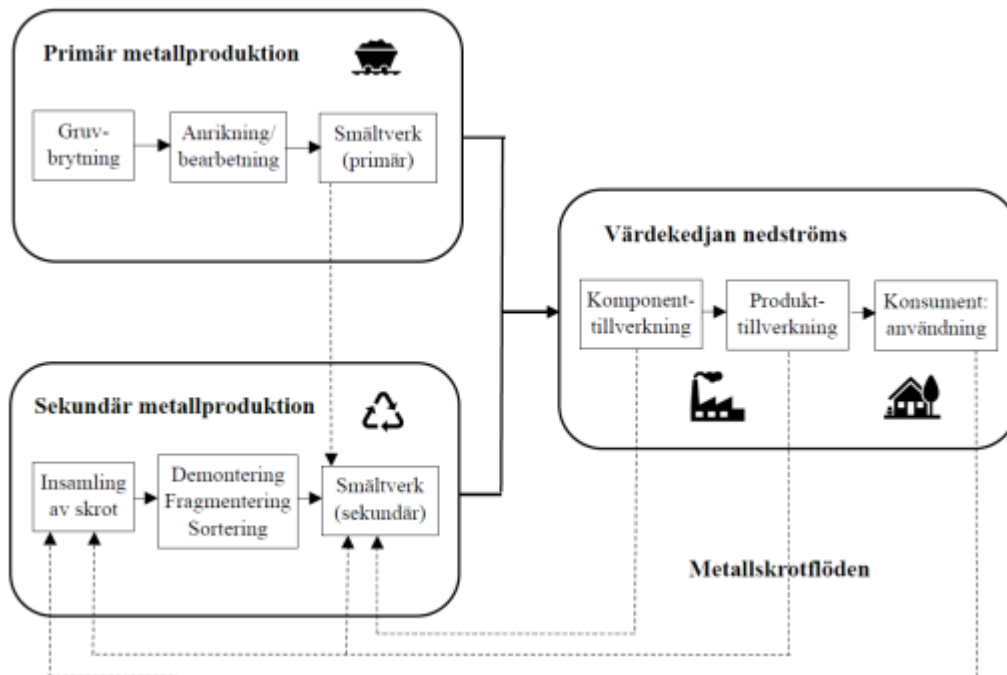 Primär metallproduktion
Gruv-
brytning
Anrikning/
bearbetning
Smältverk
(primär)
Värdekedjan nedströms
Komponent-
tillverkning
Produkt-
tillverkning
Konsument:
användning
Sekundär metallproduktion
Insamling
av skrot
Demontering
Fragmentering
Sortering
Smältverk
(sekundär)
Metallskrotflöden